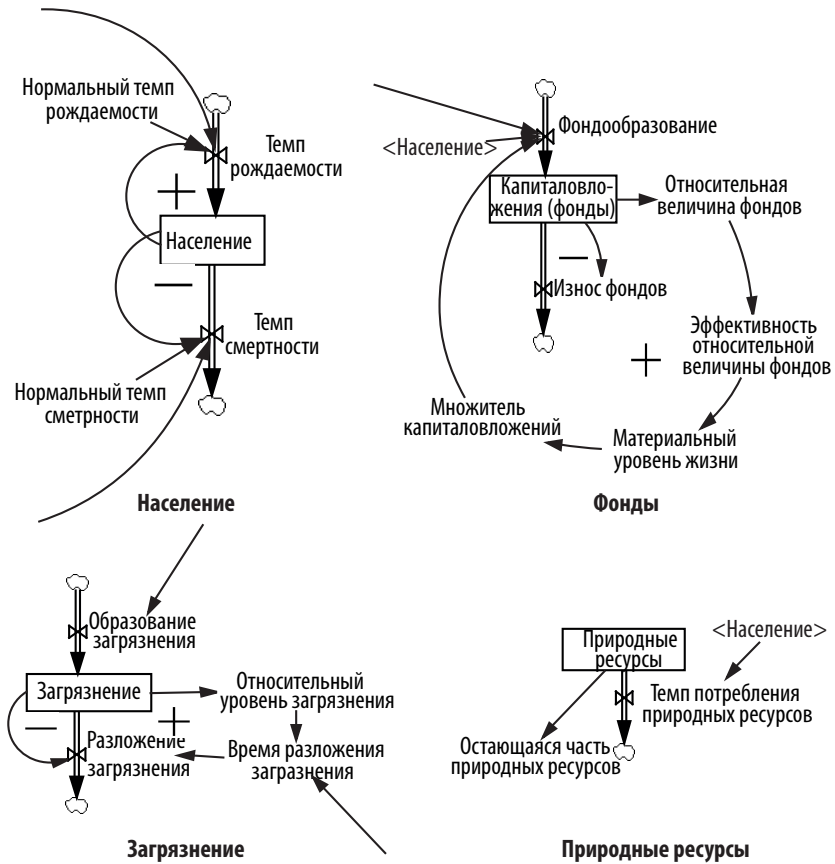 Нормальный темп
рождаемости
Темп
рождаемости
+
Население
—
Темп
смертности
Нормальный темп
сметрности
Население
<Население>
Фондообразование
Капиталовло-
жения (фонды)
Относительная
величина фондов
—
Износ фондов
Эффективность
относительной
величины фондов
+
Множитель
капиталовложений
Материальный
уровень жизни
Фонды
Образование
загрязнения
Загрязнение
Относительный
уровень загрязнения
—
+
Разложение
загрязнения
Время разложения
загразнения
Загрязнение
Природные
ресурсы
<Население>
Темп потребления
природных ресурсов
Остающаяся часть
природных ресурсов
Природные ресурсы